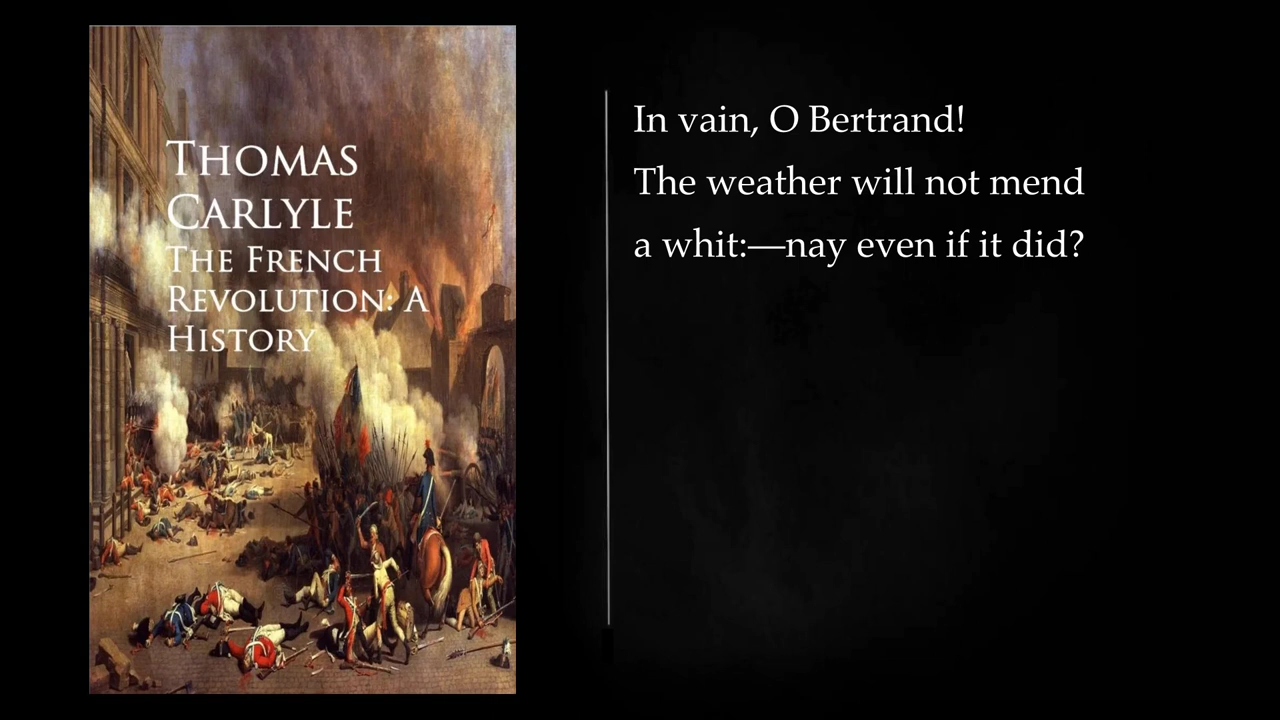 THOMAS
CARLYLE
THE FRENCH
REVOLUTION: A
HISTORY
In vain, O Bertrand!
The weather will not mend
a whit:—nay even if it did?